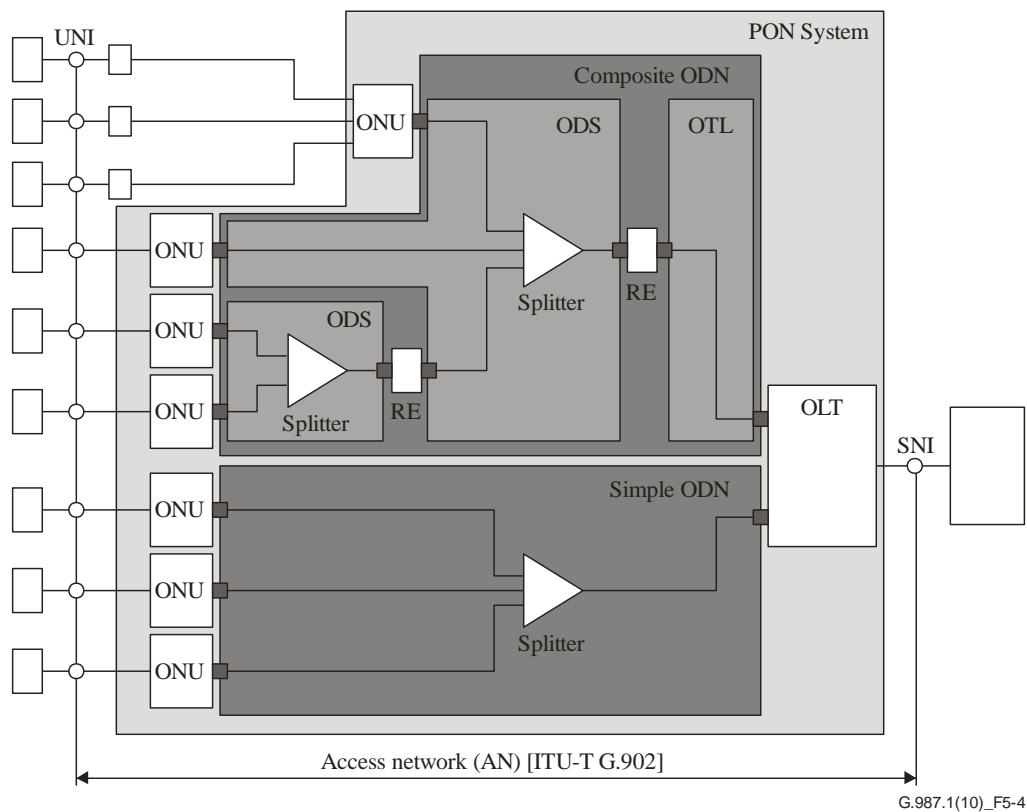 UNI
PON System
Composite ODN
ONU
ODS
OTL
ONU
Splitter
RE
ODS
ONU
ONU
Splitter
RE
OLT
SNI
Simple ODN
ONU
ONU
Splitter
ONU
Access network (AN) [ITU-T G.902]
G.987.1(10)_F5-4